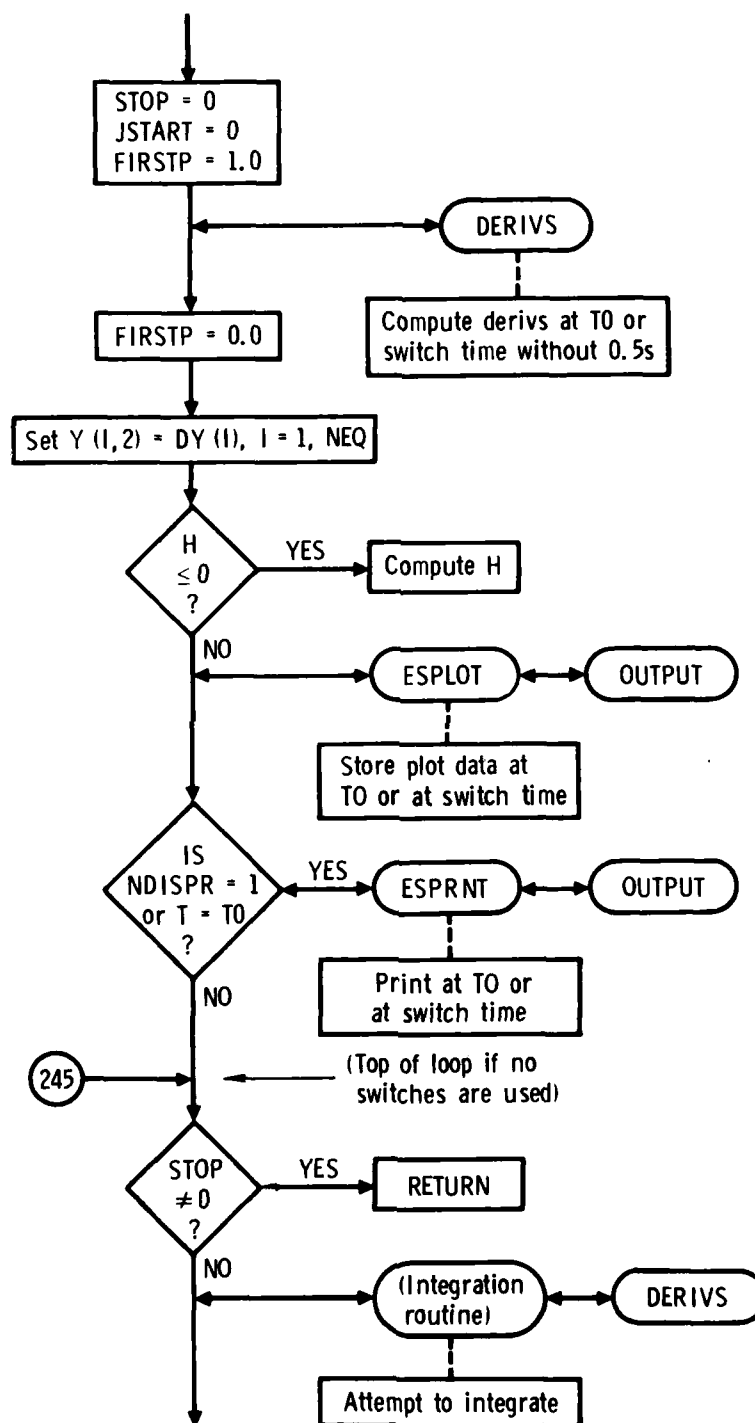 STOP = 0
JSTART = 0
FIRSTP = 1.0
DERIVS
Compute derivs at T0 or
switch time without 0.5s
FIRSTP = 0.0
Set Y (I,2) = DY (I), I = 1, NEQ
H
≤ 0
?
YES
Compute H
NO
ESPLOT
OUTPUT
Store plot data at
T0 or at switch time
IS
NDISPR = 1
or T = T0
?
YES
ESPRNT
OUTPUT
Print at T0 or
at switch time
NO
245
(Top of loop if no
switches are used)
STOP
≠ 0
?
YES
RETURN
NO
(Integration
routine)
DERIVS
Attempt to integrate